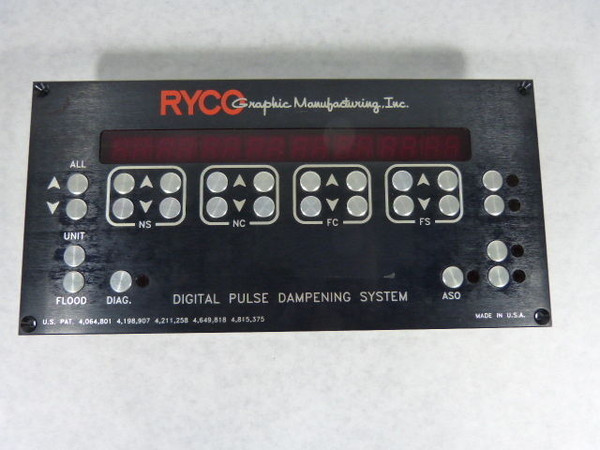 RYCO Graphic Manufacturing, Inc.
ALL
NS NC FC FS
UNIT
FLOOD DIAG. DIGITAL PULSE DAMPENING SYSTEM ASO
U.S. PAT. 4,064,801 4,198,907 4,211,258 4,649,818 4,815,375 MADE IN U.S.A.